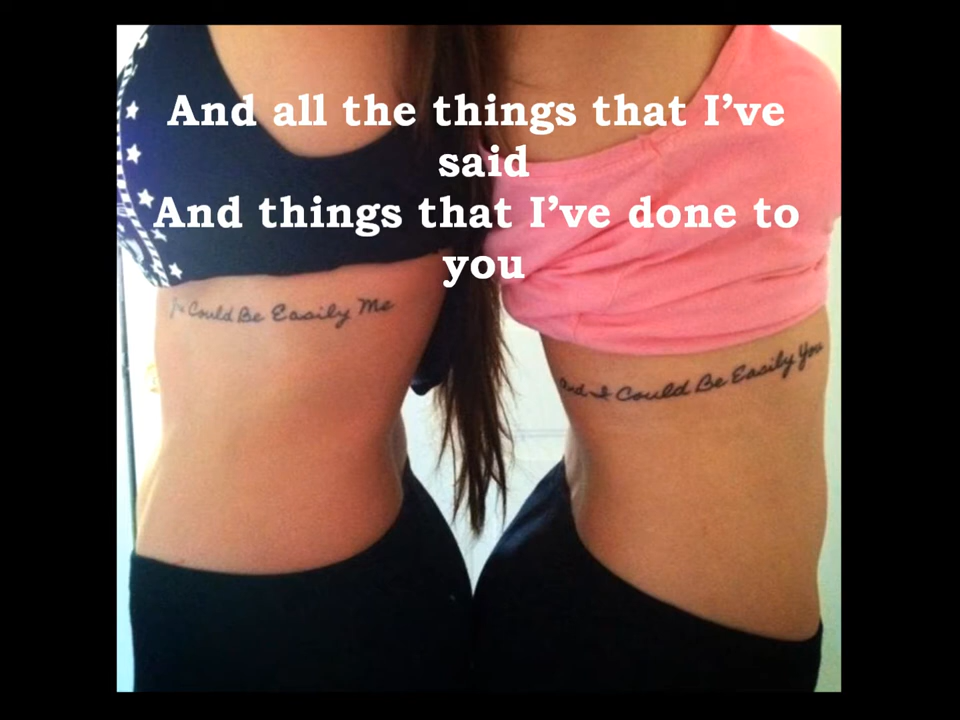 And all the things that I've
said
And things that I've done to
you
Could Be Easily Me
And I Could Be Easily You